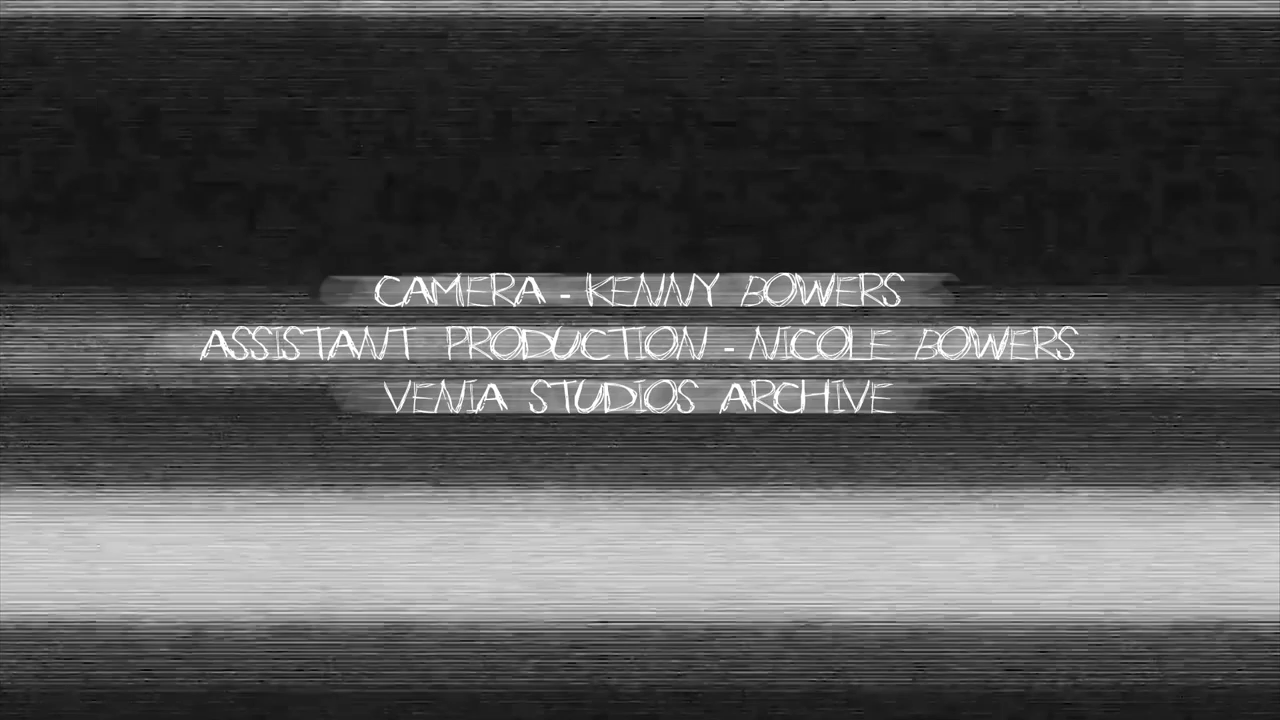 CAMERA - KENNY BOWERS
ASSISTANT PRODUCTION - NICOLE BOWERS
VENIA STUDIOS ARCHIVE